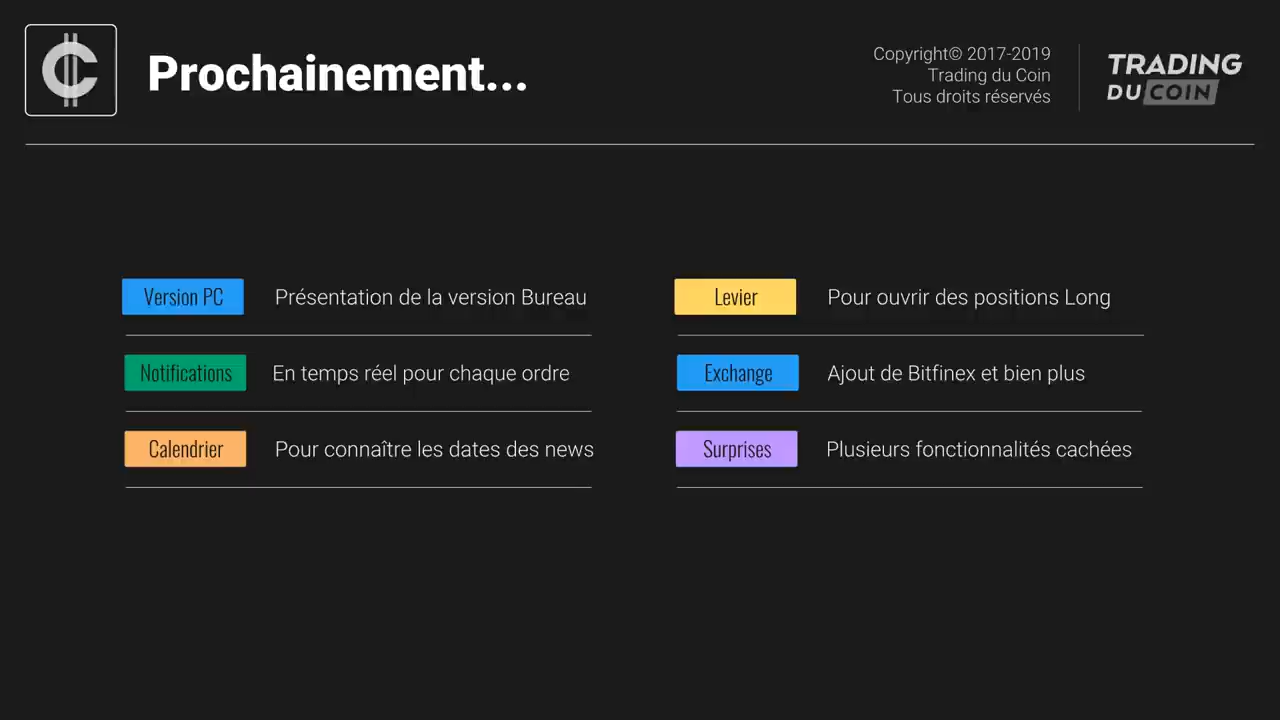 Prochainement...
Copyright© 2017-2019
Trading du Coin
Tous droits réservés
TRADING
DU COIN
Version PC Présentation de la version Bureau
Notifications En temps réel pour chaque ordre
Calendrier Pour connaître les dates des news
Levier Pour ouvrir des positions Long
Exchange Ajout de Bitfinex et bien plus
Surprises Plusieurs fonctionnalités cachées